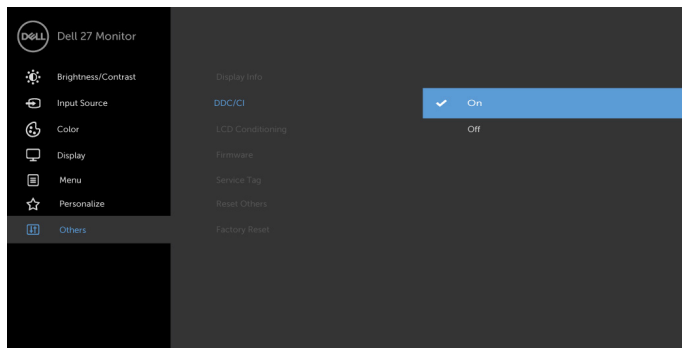 DELL
Dell 27 Monitor
Brightness/Contrast
Input Source
Color
Display
Menu
Personalize
Others
Display Info
DDC/CI
LCD Conditioning
Firmware
Service Tag
Reset Others
Factory Reset
On
Off